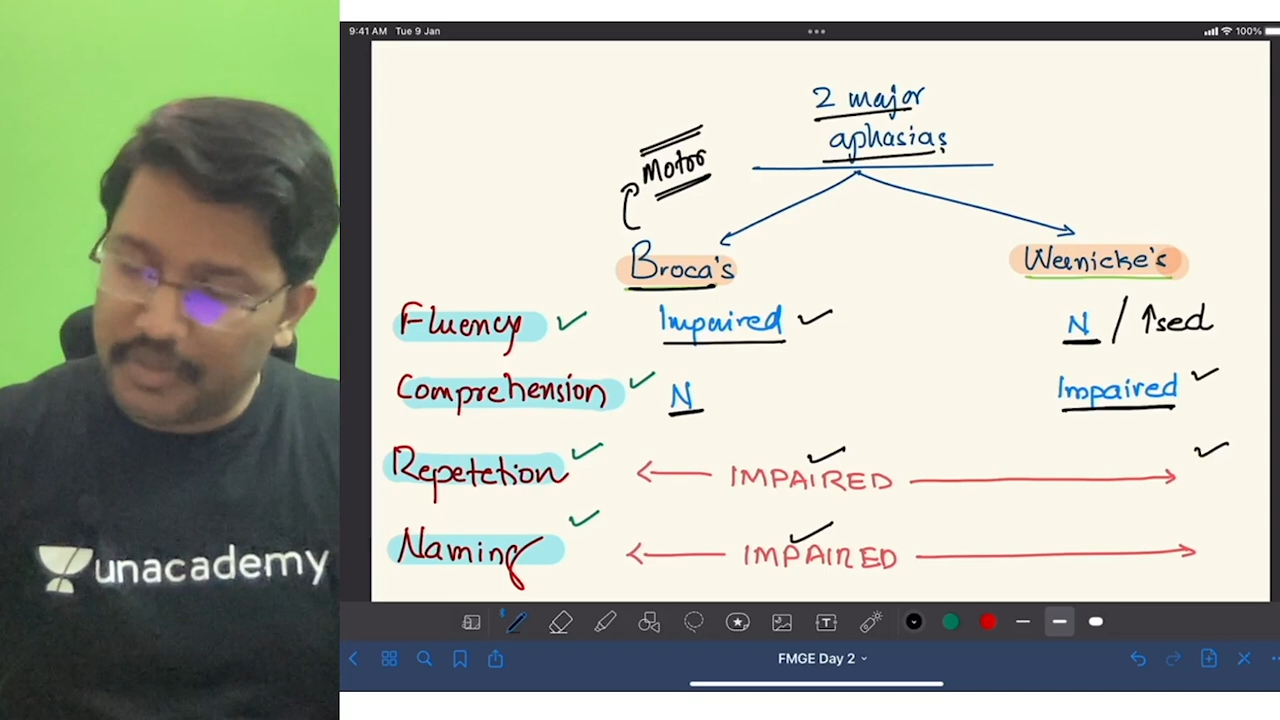 9:41 AM Tue 9 Jan
100%
2 major
aphasias
Motor
Broca's
Wernicke's
Fluency
Impaired
N / ↑sed
Comprehension
N
Impaired
Repetetion
IMPAIRED
Naming
IMPAIRED
unacademy
T
FMGE Day 2